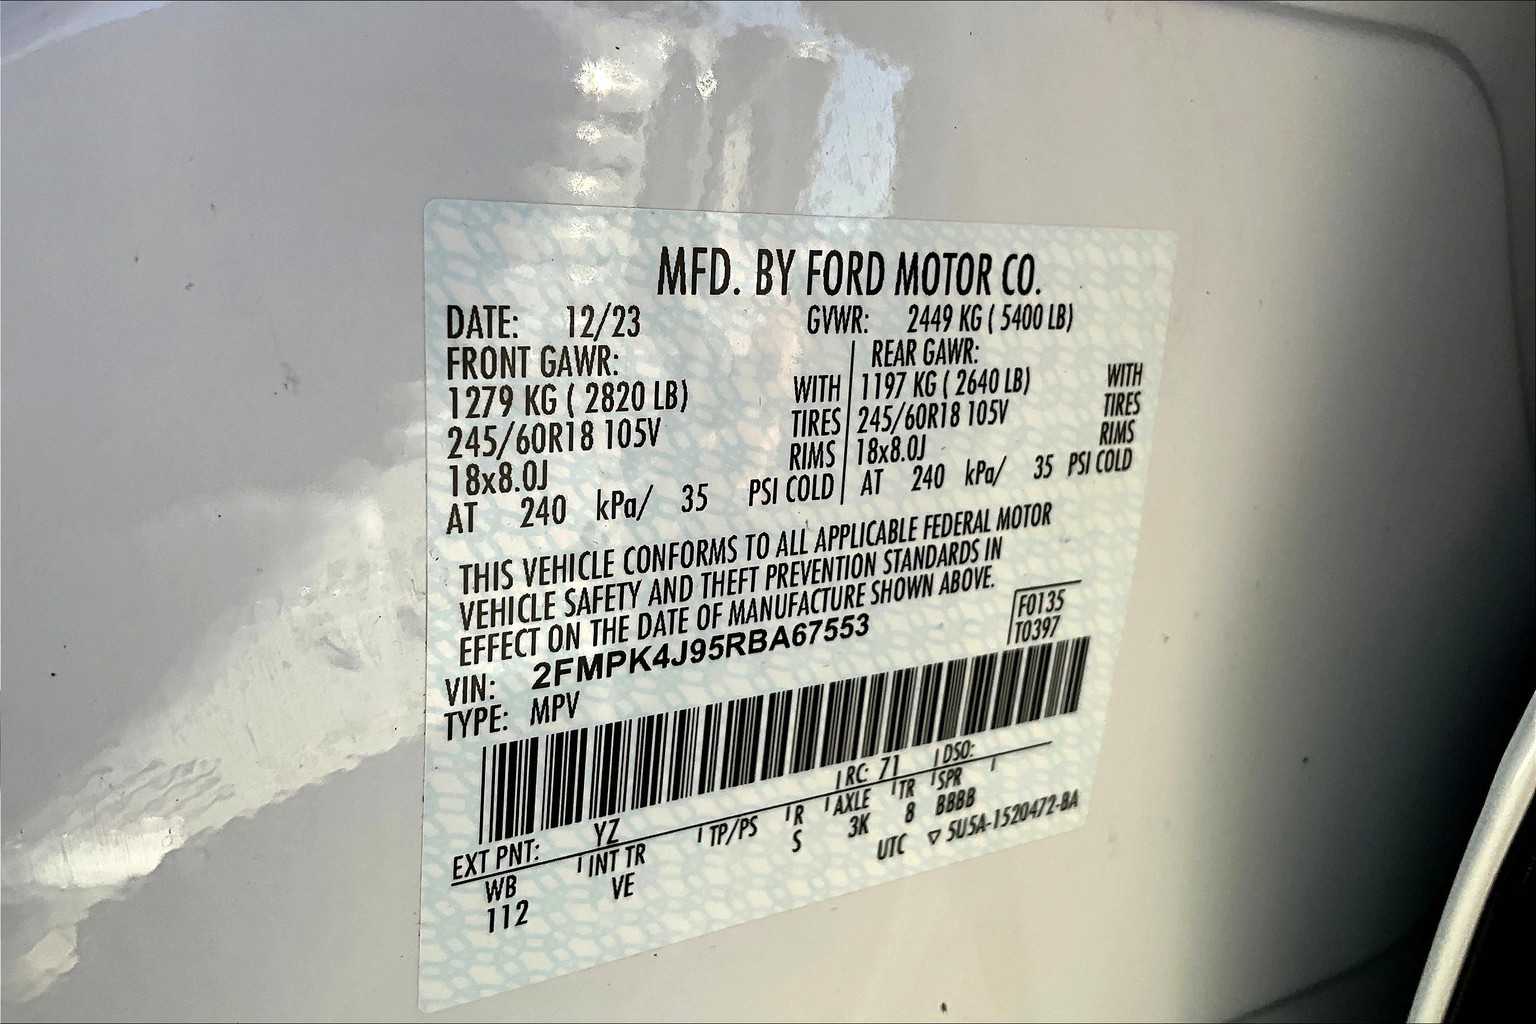 MFD. BY FORD MOTOR CO.
DATE: 12/23 GVWR: 2449 KG ( 5400 LB)
FRONT GAWR: REAR GAWR:
1279 KG ( 2820 LB) WITH 1197 KG ( 2640 LB) WITH
245/60R18 105V TIRES 245/60R18 105V TIRES
18x8.0J RIMS 18x8.0J RIMS
AT 240 kPa/ 35 PSI COLD AT 240 kPa/ 35 PSI COLD
THIS VEHICLE CONFORMS TO ALL APPLICABLE FEDERAL MOTOR
VEHICLE SAFETY AND THEFT PREVENTION STANDARDS IN
EFFECT ON THE DATE OF MANUFACTURE SHOWN ABOVE.
F0135
T0397
VIN: 2FMPK4J95RBA67553
TYPE: MPV
EXT PNT: YZ RC: 71 DSO:
WB INT TR TP/PS R AXLE TR SPR
112 VE S 3K 8 BBBB
UTC ▽ 5U5A-1520472-BA